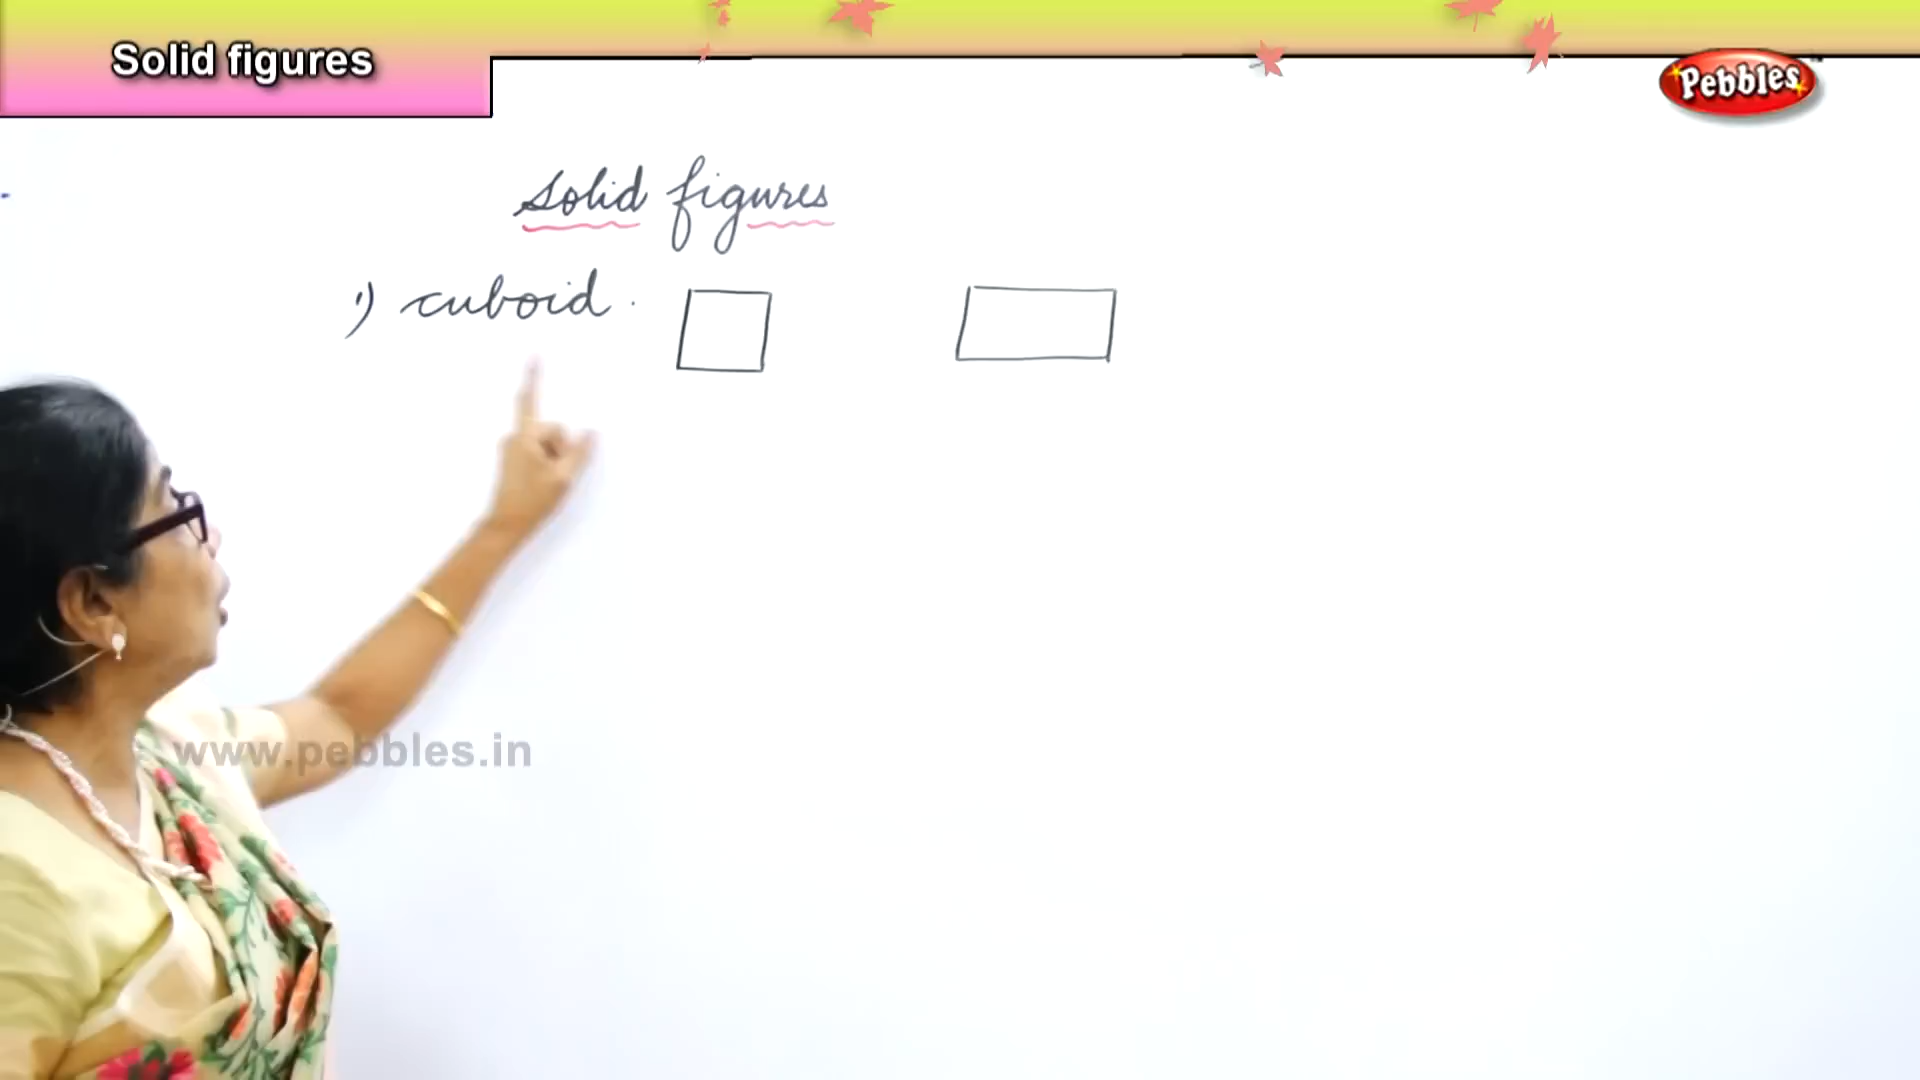 Solid figures
Pebbles
Solid figures
1) cuboid.
www.pebbles.in